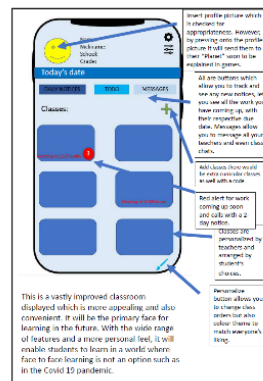 Name:
Nickname:
School:
Grade:
Today's date
DAILY NOTICES
TODO
MESSAGES
Classes:
Insert profile picture which
is checked for
appropriateness. However,
by pressing onto the profile
picture it will send them to
their "Planet" soon to be
explained in games.
All are buttons which
allow you to track and
see any new notices, let
you see all the work you
have coming up, with
their respective due
date. Messages allow
you to message all your
teachers and even class
chats.
Add classes there would
be extra curricular classes
as well with a code
Red alert for work
coming up soon
and calls with a 2
day notice.
Classes are
personalized by
teachers and
arranged by
student's
choices.
Personalize
button allows you
to change class
orders but also
colour theme to
match everyone's
liking.
This is a vastly improved classroom
displayed which is more appealing and also
convenient. It will be the primary face for
learning in the future. With the wide range
of features and a more personal feel, it will
enable students to learn in a world where
face to face learning is not an option such as
in the Covid 19 pandemic.